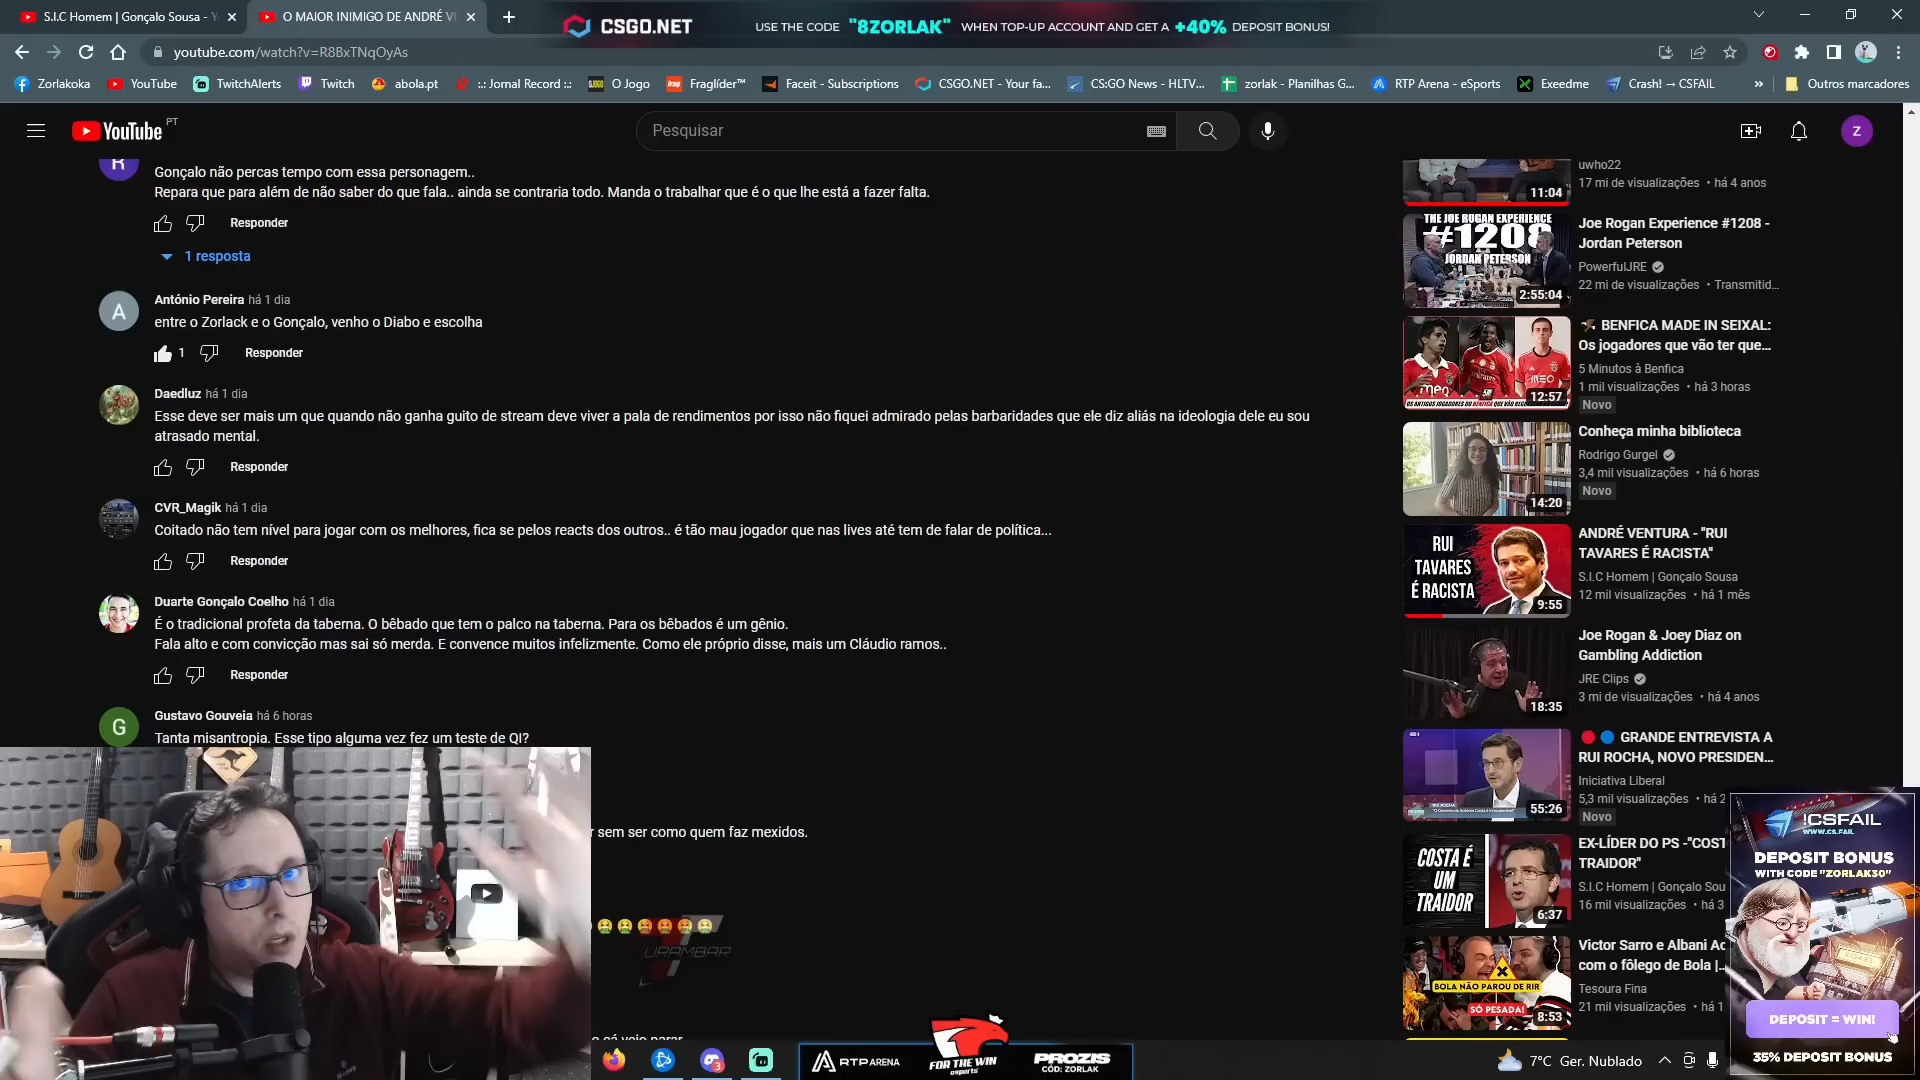 S.I.C Homem | Gonçalo Sousa - Y
O MAIOR INIMIGO DE ANDRÉ V
CSGO.NET
USE THE CODE "8ZORLAK" WHEN TOP-UP ACCOUNT AND GET A +40% DEPOSIT BONUS!
youtube.com/watch?v=R8BxTNqOyAs
Zorlakoka
YouTube
TwitchAlerts
Twitch
abola.pt
::: Jornal Record :::
O Jogo
Fraglíder™
Faceit - Subscriptions
CSGO.NET - Your fa...
CS:GO News - HLTV...
zorlak - Planilhas G...
RTP Arena - eSports
Exeedme
Crash! → CSFAIL
»
Outros marcadores
YouTube PT
Pesquisar
Z
R
Gonçalo não percas tempo com essa personagem..
Repara que para além de não saber do que fala.. ainda se contraria todo. Manda o trabalhar que é o que lhe está a fazer falta.
Responder
1 resposta
A
António Pereira há 1 dia
entre o Zorlack e o Gonçalo, venho o Diabo e escolha
1 Responder
Daedluz há 1 dia
Esse deve ser mais um que quando não ganha guito de stream deve viver a pala de rendimentos por isso não fiquei admirado pelas barbaridades que ele diz aliás na ideologia dele eu sou
atrasado mental.
Responder
CVR_Magik há 1 dia
Coitado não tem nível para jogar com os melhores, fica se pelos reacts dos outros.. é tão mau jogador que nas lives até tem de falar de política...
Responder
Duarte Gonçalo Coelho há 1 dia
É o tradicional profeta da taberna. O bêbado que tem o palco na taberna. Para os bêbados é um gênio.
Fala alto e com convicção mas sai só merda. E convence muitos infelizmente. Como ele próprio disse, mais um Cláudio ramos..
Responder
G
Gustavo Gouveia há 6 horas
Tanta misantropia. Esse tipo alguma vez fez um teste de QI?
r sem ser como quem faz mexidos.
URAMBAR
o cá veio parar
uwho22
17 mi de visualizações • há 4 anos
11:04
THE JOE ROGAN EXPERIENCE
#1208
JORDAN PETERSON
2:55:04
Joe Rogan Experience #1208 -
Jordan Peterson
PowerfulJRE
22 mi de visualizações • Transmitid...
12:57
BENFICA MADE IN SEIXAL:
Os jogadores que vão ter que...
5 Minutos à Benfica
1 mil visualizações • há 3 horas
Novo
14:20
Conheça minha biblioteca
Rodrigo Gurgel
3,4 mil visualizações • há 6 horas
Novo
RUI
TAVARES
É RACISTA
9:55
ANDRÉ VENTURA - "RUI
TAVARES É RACISTA"
S.I.C Homem | Gonçalo Sousa
12 mil visualizações • há 1 mês
18:35
Joe Rogan & Joey Diaz on
Gambling Addiction
JRE Clips
3 mi de visualizações • há 4 anos
55:26
GRANDE ENTREVISTA A
RUI ROCHA, NOVO PRESIDEN...
Iniciativa Liberal
5,3 mil visualizações • há 2
Novo
COSTA É
UM
TRAIDOR
6:37
EX-LÍDER DO PS -"COST
TRAIDOR"
S.I.C Homem | Gonçalo Sou
16 mil visualizações • há 3
BOLA NÃO PAROU DE RIR
SÓ PESADA!
8:53
Victor Sarro e Albani Ac
com o fôlego de Bola |...
Tesoura Fina
21 mil visualizações • há 1
!CSFAIL
WWW.CS.FAIL
DEPOSIT BONUS
WITH CODE "ZORLAK30"
DEPOSIT = WIN!
35% DEPOSIT BONUS
3
RTP ARENA
FOR THE WIN
esports
PROZIS
CÓD: ZORLAK
7°C Ger. Nublado